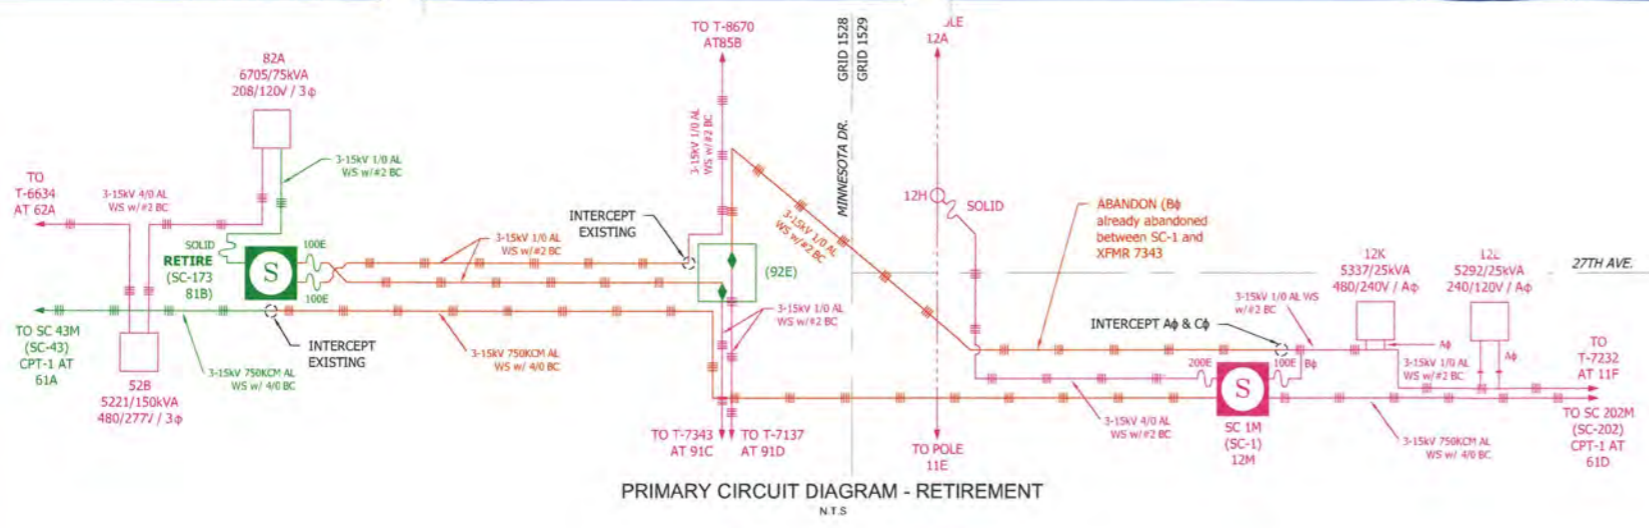 TO T-8670
AT85B
GRID 1528
GRID 1529
12A
82A
6705/75kVA
208/120V / 3ϕ
3-15kV 1/0 AL
WS w/#2 BC
TO
T-6634
AT 62A
3-15kV 4/0 AL
WS w/#2 BC
SOLID
RETIRE
(SC-173
81B)
S
100E
100E
3-15kV 1/0 AL
WS w/#2 BC
INTERCEPT
EXISTING
3-15kV 1/0 AL
WS w/#2 BC
(92E)
3-15kV 1/0 AL
WS w/#2 BC
MINNESOTA DR.
12H
SOLID
ABANDON (Bϕ
already abandoned
between SC-1 and
XFMR 7343
12K
5337/25kVA
480/240V / Aϕ
5292/25kVA
240/120V / Aϕ
27TH AVE.
3-15kV 1/0 AL WS
w/#2 BC
INTERCEPT Aϕ & Cϕ
Aϕ
Aϕ
3-15kV 1/0 AL
WS w/#2 BC
TO
T-7232
AT 11F
200E
100E
Bϕ
S
SC 1M
(SC-1)
12M
TO SC 43M
(SC-43)
CPT-1 AT
61A
3-15kV 750KCM AL
WS w/ 4/0 BC
52B
5221/150kVA
480/277V / 3ϕ
INTERCEPT
EXISTING
3-15kV 750KCM AL
WS w/ 4/0 BC
3-15kV 1/0 AL
WS w/#2 BC
TO T-7343
AT 91C
TO T-7137
AT 91D
TO POLE
11E
3-15kV 4/0 AL
WS w/#2 BC
3-15kV 750KCM AL
WS w/ 4/0 BC
TO SC 202M
(SC-202)
CPT-1 AT
61D
PRIMARY CIRCUIT DIAGRAM - RETIREMENT
N.T.S